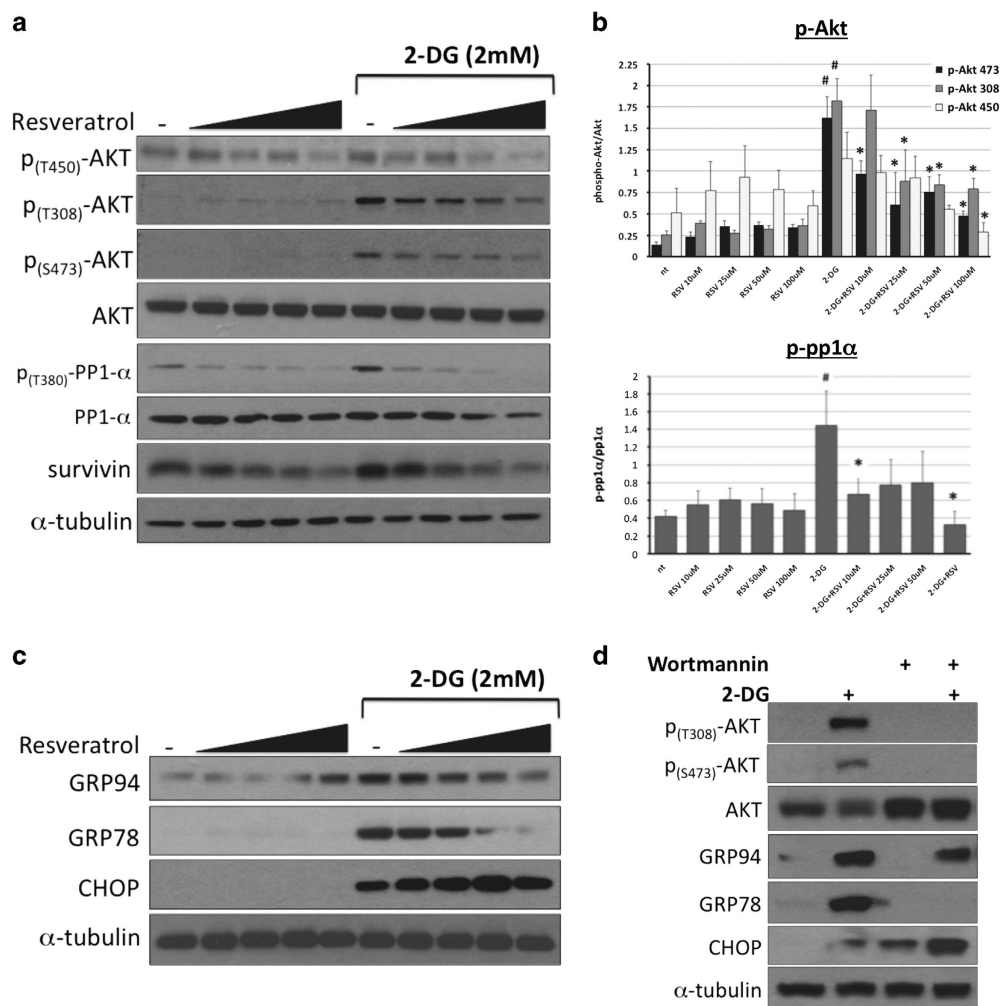 a
2-DG (2mM)
Resveratrol - -
p(T450)-AKT
p(T308)-AKT
p(S473)-AKT
AKT
p(T380)-PP1-α
PP1-α
survivin
α-tubulin
b
p-Akt
phospho-Akt/Akt
2.25
2
1.75
1.5
1.25
1
0.75
0.5
0.25
0
# # * * * * * * * *
p-Akt 473
p-Akt 308
p-Akt 450
nt
RSV 10uM
RSV 25uM
RSV 50uM
RSV 100uM
2-DG
2-DG+RSV 10uM
2-DG+RSV 25uM
2-DG+RSV 50uM
2-DG+RSV 100uM
p-pp1α
p-pp1α/pp1α
2
1.8
1.6
1.4
1.2
1
0.8
0.6
0.4
0.2
0
# * *
nt
RSV 10uM
RSV 25uM
RSV 50uM
RSV 100uM
2-DG
2-DG+RSV 10uM
2-DG+RSV 25uM
2-DG+RSV 50uM
2-DG+RSV
c
2-DG (2mM)
Resveratrol - -
GRP94
GRP78
CHOP
α-tubulin
d
Wortmannin + +
2-DG + +
p(T308)-AKT
p(S473)-AKT
AKT
GRP94
GRP78
CHOP
α-tubulin